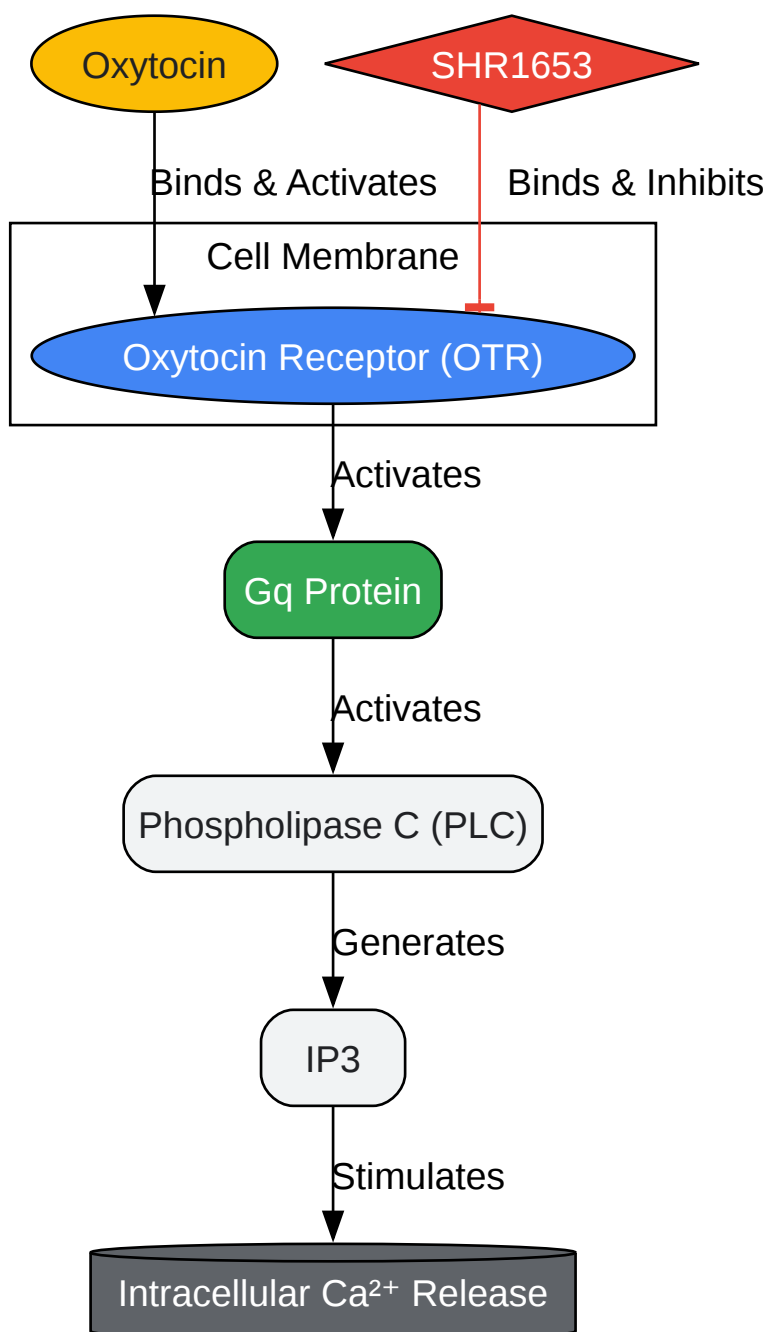 Oxytocin
SHR1653
Binds & Activates
Binds & Inhibits
Cell Membrane
Oxytocin Receptor (OTR)
Activates
Gq Protein
Activates
Phospholipase C (PLC)
Generates
IP3
Stimulates
Intracellular Ca²⁺ Release